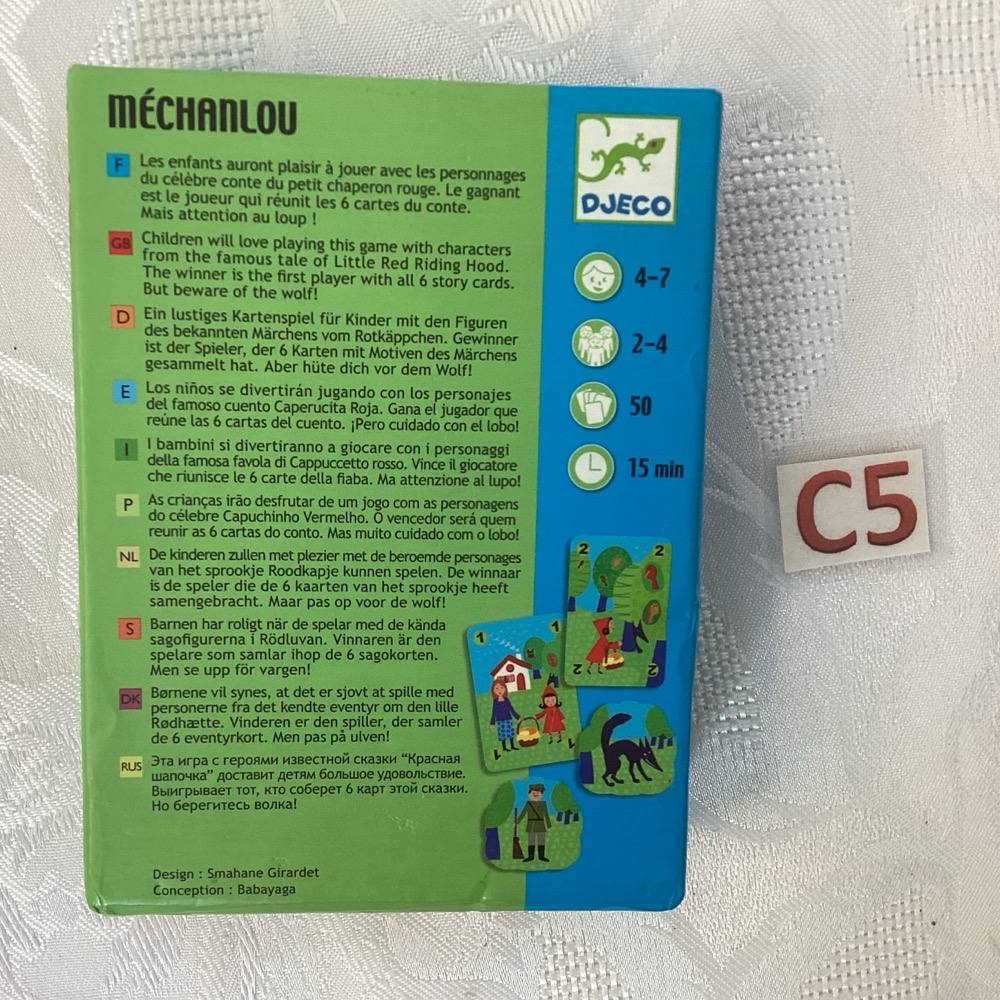 MÉCHANLOU
F
Les enfants auront plaisir à jouer avec les personnages
du célèbre conte du petit chaperon rouge. Le gagnant
est le joueur qui réunit les 6 cartes du conte.
Mais attention au loup !
GB
Children will love playing this game with characters
from the famous tale of Little Red Riding Hood.
The winner is the first player with all 6 story cards.
But beware of the wolf!
D
Ein lustiges Kartenspiel für Kinder mit den Figuren
des bekannten Märchens vom Rotkäppchen. Gewinner
ist der Spieler, der 6 Karten mit Motiven des Märchens
gesammelt hat. Aber hüte dich vor dem Wolf!
E
Los niños se divertirán jugando con los personajes
del famoso cuento Caperucita Roja. Gana el jugador que
reúne las 6 cartas del cuento. ¡Pero cuidado con el lobo!
I
I bambini si divertiranno a giocare con i personaggi
della famosa favola di Cappuccetto rosso. Vince il giocatore
che riunisce le 6 carte della fiaba. Ma attenzione al lupo!
P
As crianças irão desfrutar de um jogo com as personagens
do célebre Capuchinho Vermelho. O vencedor será quem
reunir as 6 cartas do conto. Mas muito cuidado com o lobo!
NL
De kinderen zullen met plezier met de beroemde personages
van het sprookje Roodkapje kunnen spelen. De winnaar
is de speler die de 6 kaarten van het sprookje heeft
samengebracht. Maar pas op voor de wolf!
S
Barnen har roligt när de spelar med de kända
sagofigurerna i Rödluvan. Vinnaren är den
spelare som samlar ihop de 6 sagokorten.
Men se upp för vargen!
DK
Børnene vil synes, at det er sjovt at spille med
personerne fra det kendte eventyr om den lille
Rødhætte. Vinderen er den spiller, der samler
de 6 eventyrkort. Men pas på ulven!
RUS
Эта игра с героями известной сказки “Красная
шапочка” доставит детям большое удовольствие.
Выигрывает тот, кто соберет 6 карт этой сказки.
Но берегитесь волка!
Design : Smahane Girardet
Conception : Babayaga
DJECO
4-7
2-4
50
15 min
2 2
2 2
1 1
1 1
C5